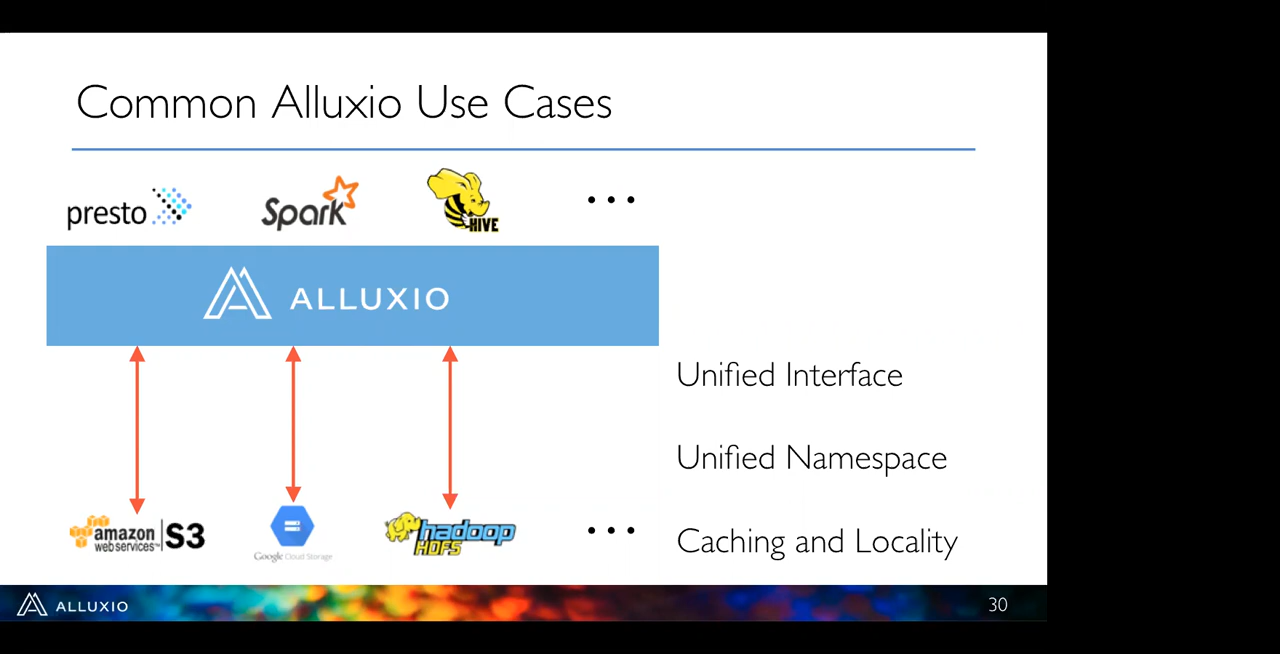 Common Alluxio Use Cases
presto
Spark
HIVE
ALLUXIO
Unified Interface
Unified Namespace
amazon
web services™
S3
Google Cloud Storage
hadoop
HDFS
Caching and Locality
ALLUXIO
30